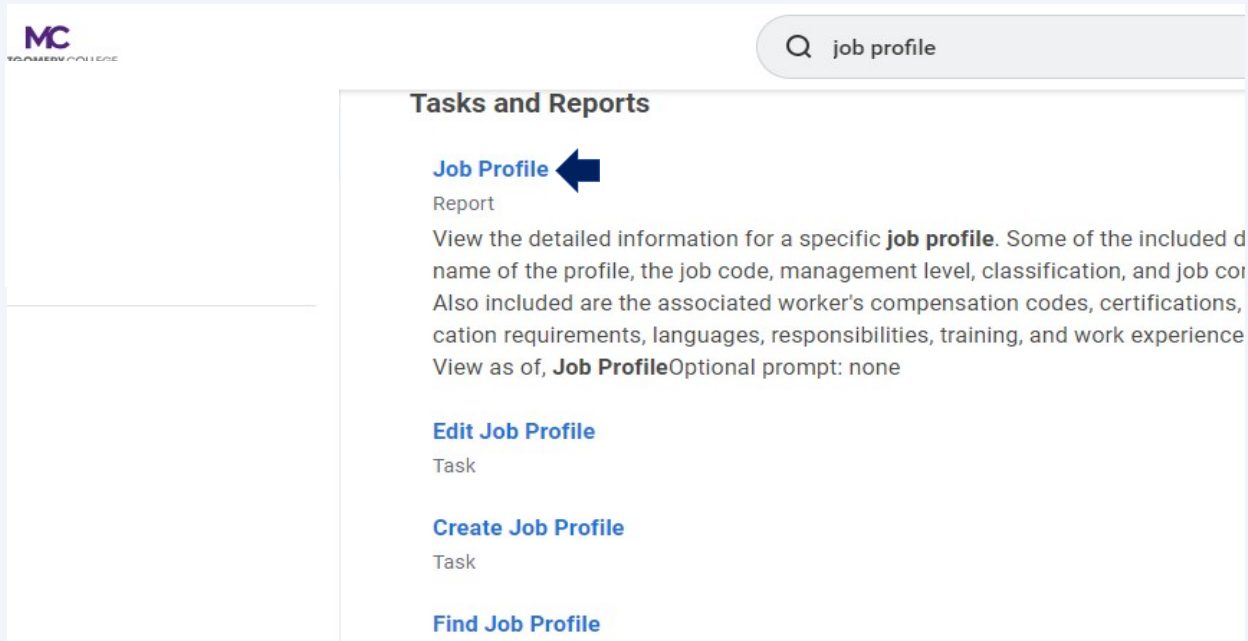 MC
job profile
Tasks and Reports
Job Profile
Report
View the detailed information for a specific job profile. Some of the included d
name of the profile, the job code, management level, classification, and job
Also included are the associated worker's compensation codes, certifications,
cation requirements, languages, responsibilities, training, and work experience
View as of, Job ProfileOptional prompt: none
Edit Job Profile
Task
Create Job Profile
Task
Find Job Profile